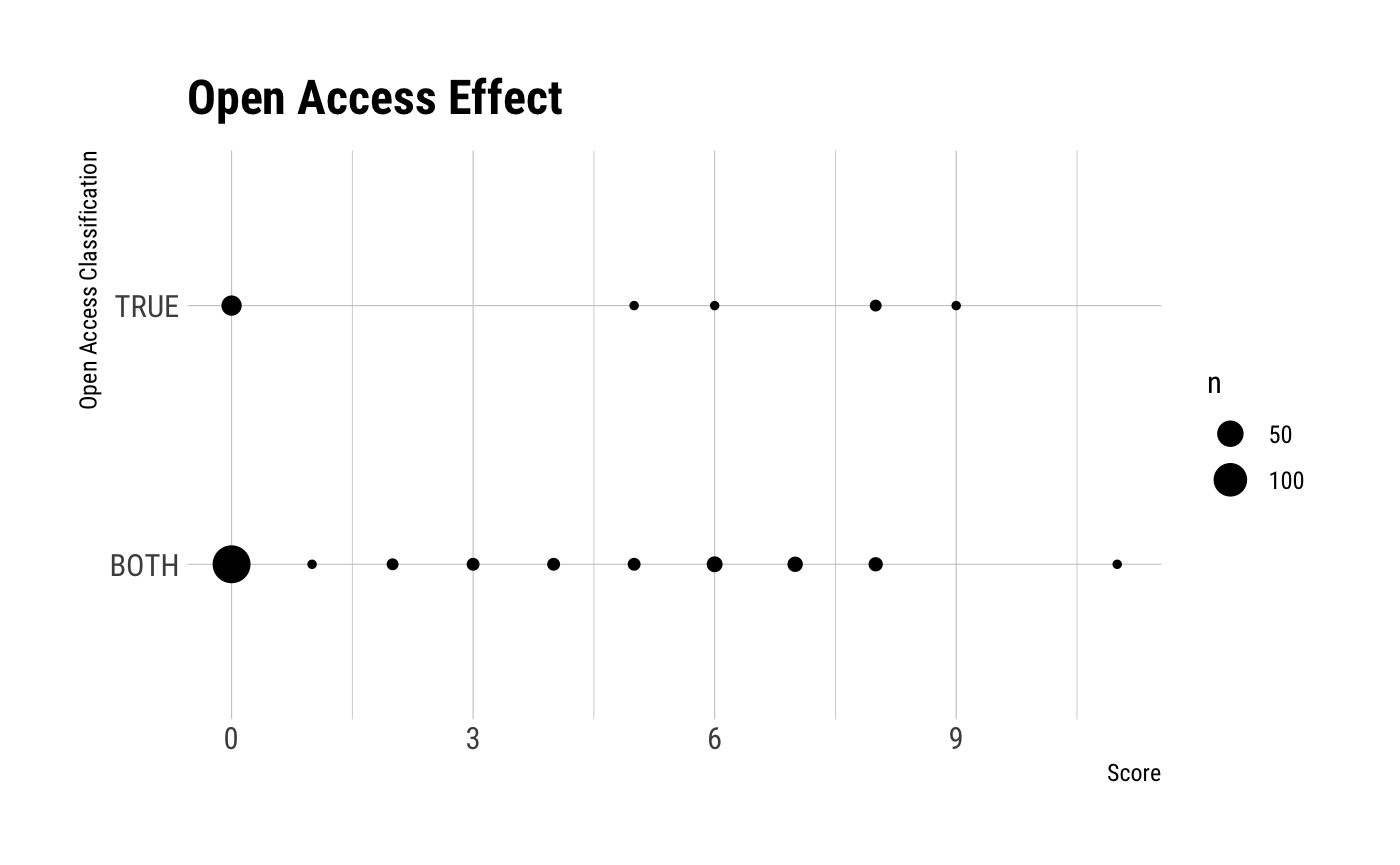 Open Access Effect
Open Access Classification
TRUE
BOTH
0 3 6 9
Score
n
50
100